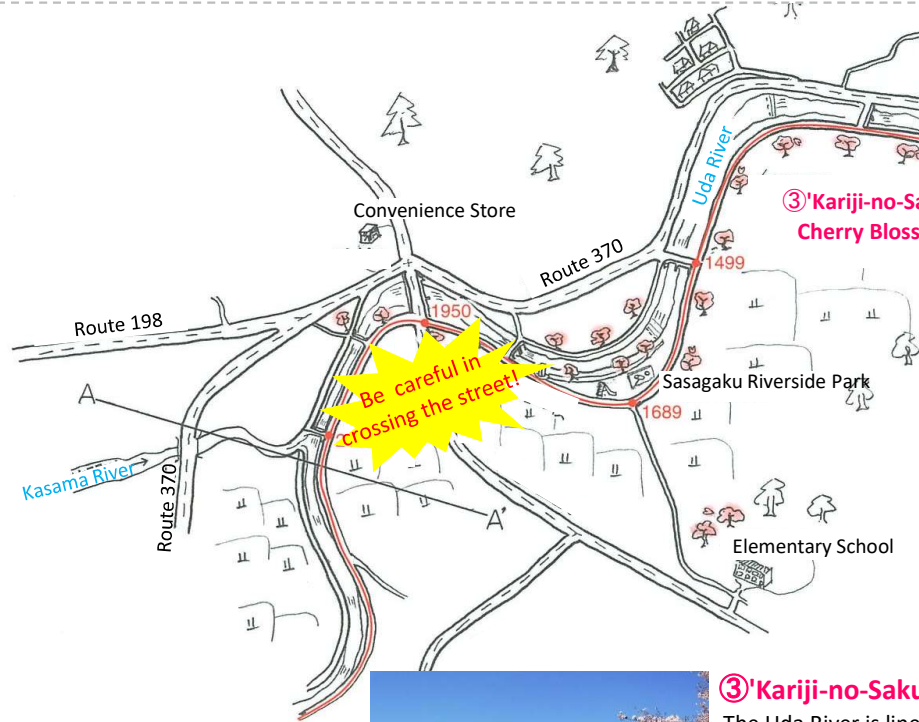 Uda River
③'Kariji-no-Sa
Cherry Bloss
Convenience Store
Route 370
1499
Route 198
1950
Be careful in
crossing the street!
Sasagaku Riverside Park
1689
A
Kasama River
Route 370
A'
Elementary School
③'Kariji-no-Saku
The Uda River is line